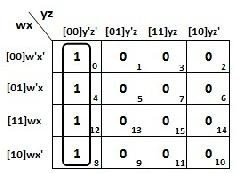 yz
wx
[00]y'z' [01]y'z [11]yz [10]yz'
[00]w'x' 1 0 0 1 0 3 0 2
[01]w'x 1 4 0 5 0 7 0 6
[11]wx 1 12 0 13 0 15 0 14
[10]wx' 1 8 0 9 0 11 0 10